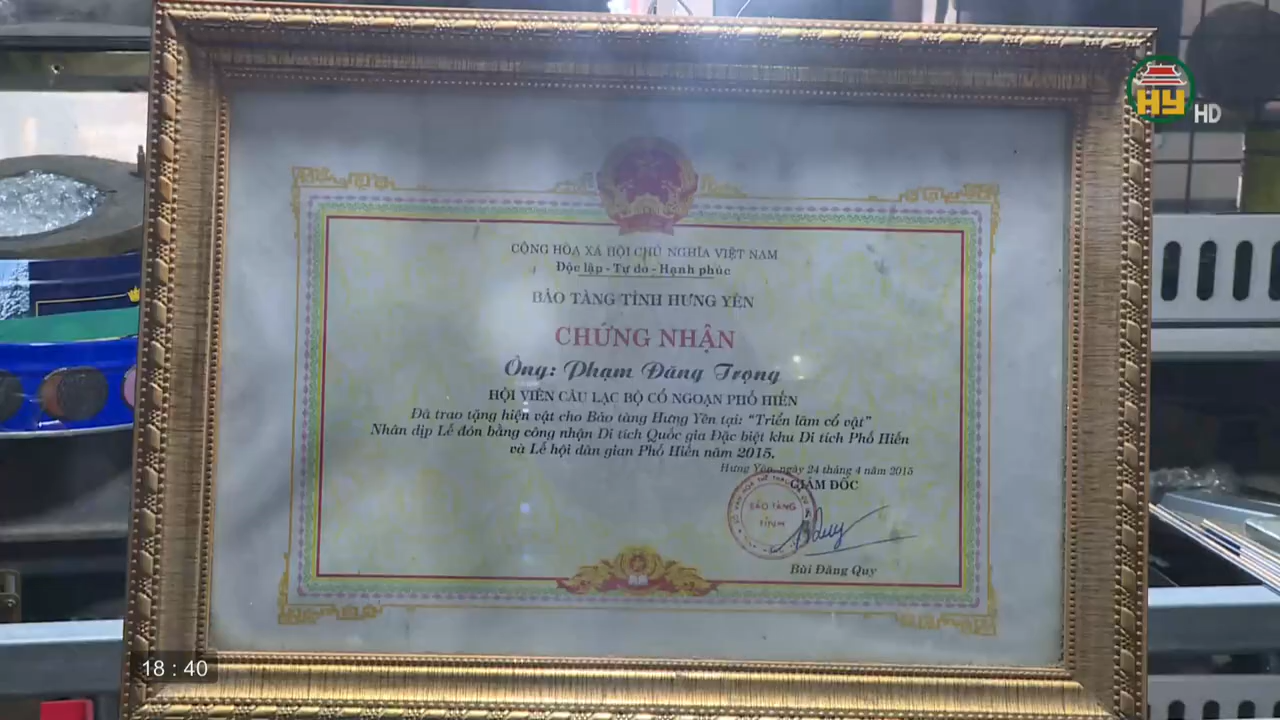 HY HD
CỘNG HÒA XÃ HỘI CHỦ NGHĨA VIỆT NAM
Độc lập - Tự do - Hạnh phúc
BẢO TÀNG TỈNH HƯNG YÊN
CHỨNG NHẬN
Ông: Phạm Đăng Trọng
HỘI VIÊN CÂU LẠC BỘ CỔ NGOẠN PHỐ HIẾN
Đã trao tặng hiện vật cho Bảo tàng Hưng Yên tại: “Triển lãm cổ vật”
Nhân dịp Lễ đón bằng công nhận Di tích Quốc gia Đặc biệt khu Di tích Phố Hiến
và Lễ hội dân gian Phố Hiến năm 2015.
Hưng Yên, ngày 24 tháng 4 năm 2015
GIÁM ĐỐC
BẢO TÀNG
TỈNH
Bùi Đăng Quy
18 : 40